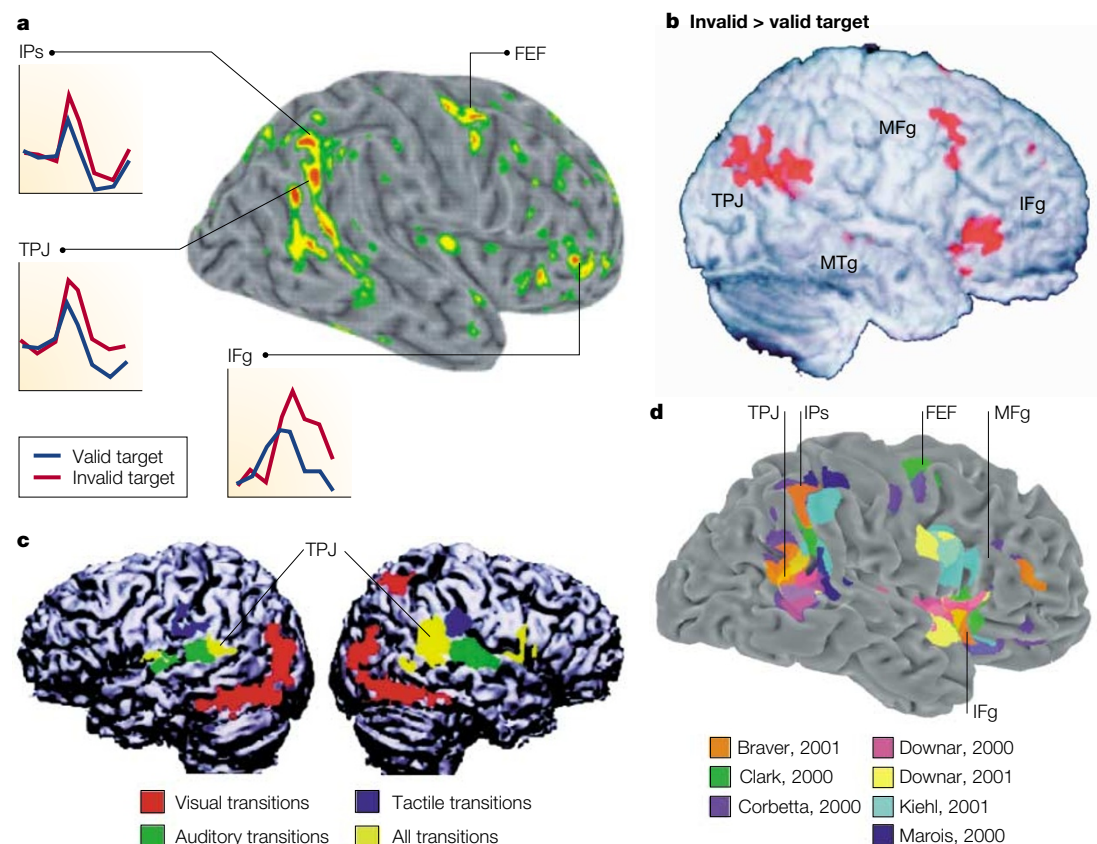 a
IPs
FEF
TPJ
IFg
Valid target
Invalid target
b Invalid > valid target
MFg
TPJ
IFg
MTg
c
TPJ
Visual transitions
Tactile transitions
Auditory transitions
All transitions
d
TPJ IPs FEF MFg
IFg
Braver, 2001
Downar, 2000
Clark, 2000
Downar, 2001
Corbetta, 2000
Kiehl, 2001
Marois, 2000